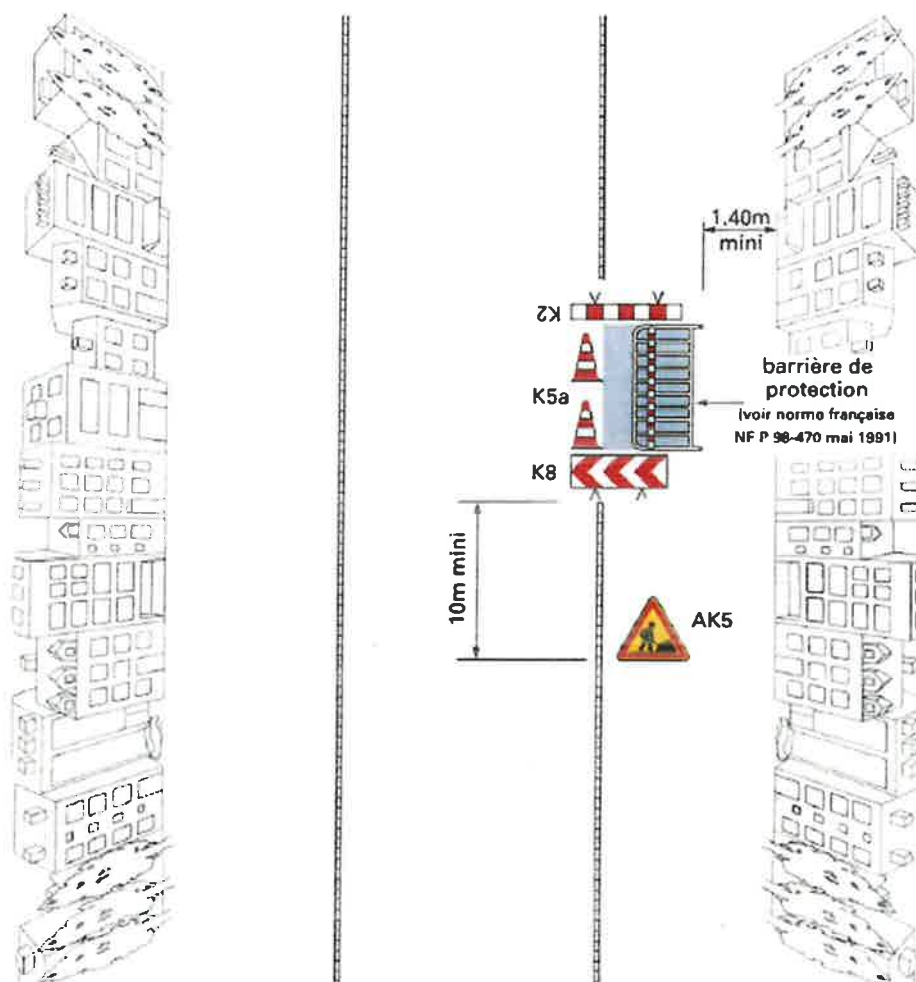 1.40m
mini
K2
K5a
barrière de
protection
(voir norme française
NF P 98-470 mai 1991)
K8
10m mini
AK5